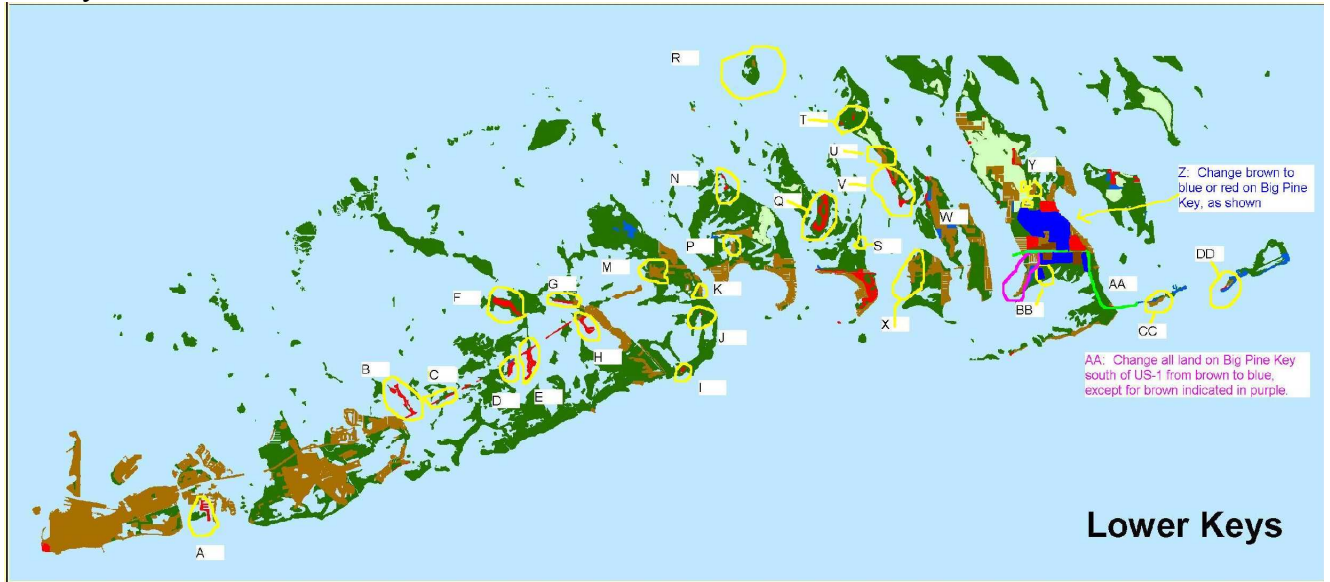 R
T
U
Y
N
V
Z: Change brown to
blue or red on Big Pine
Key, as shown
Q
W
P
S
M
DD
G
K
F
AA
BB
X
CC
J
H
AA: Change all land on Big Pine Key
south of US-1 from brown to blue,
except for brown indicated in purple.
B
C
D
E
I
Lower Keys
A